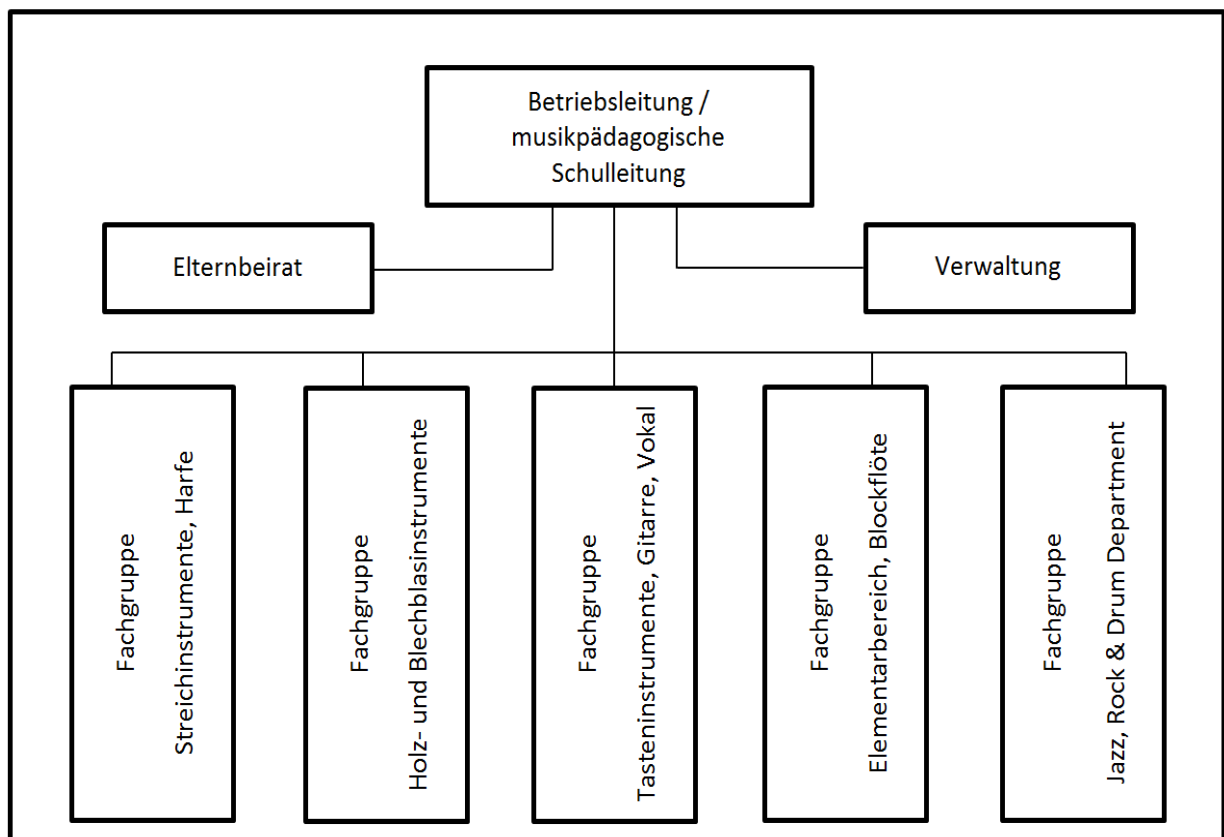 Betriebsleitung /
musikpädagogische
Schulleitung
Elternbeirat
Verwaltung
Fachgruppe
Streichinstrumente, Harfe
Fachgruppe
Holz- und Blechblasinstrumente
Fachgruppe
Tasteninstrumente, Gitarre, Vokal
Fachgruppe
Elementarbereich, Blockflöte
Fachgruppe
Jazz, Rock & Drum Department